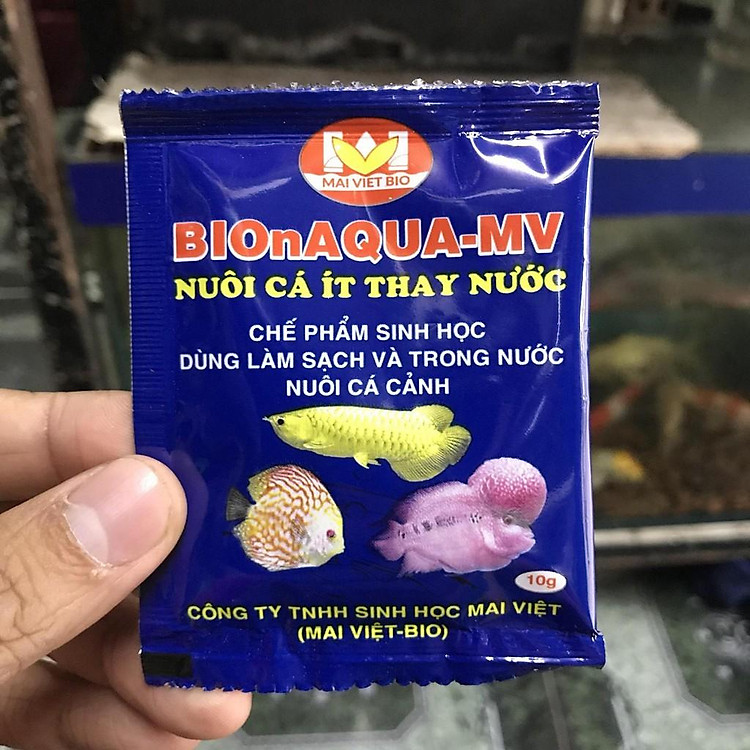 MAI VIET BIO
BIOnAQUA-MV
NUÔI CÁ ÍT THAY NƯỚC
CHẾ PHẨM SINH HỌC
DÙNG LÀM SẠCH VÀ TRONG NƯỚC
NUÔI CÁ CẢNH
10g
CÔNG TY TNHH SINH HỌC MAI VIỆT
(MAI VIỆT-BIO)